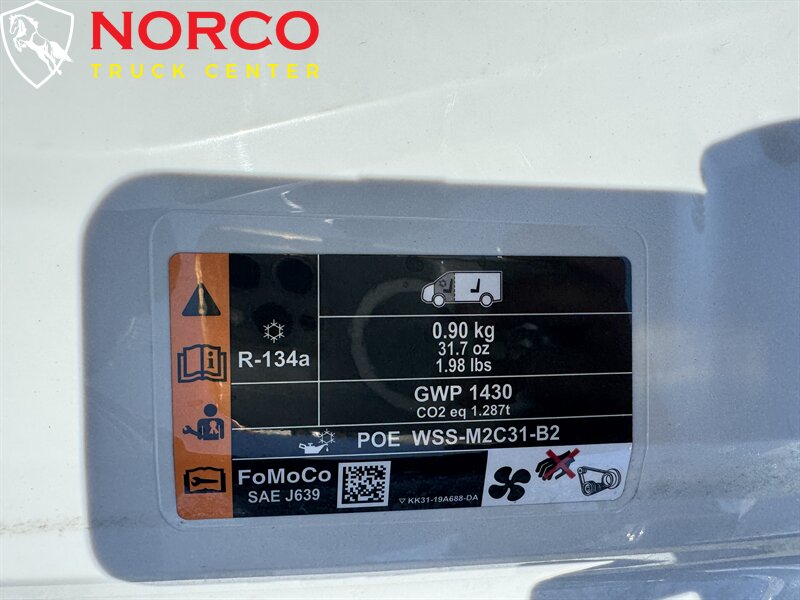 NORCO
TRUCK CENTER
R-134a
0.90 kg
31.7 oz
1.98 lbs
GWP 1430
CO2 eq 1.287t
POE WSS-M2C31-B2
FoMoCo
SAE J639
KK31-19A688-DA